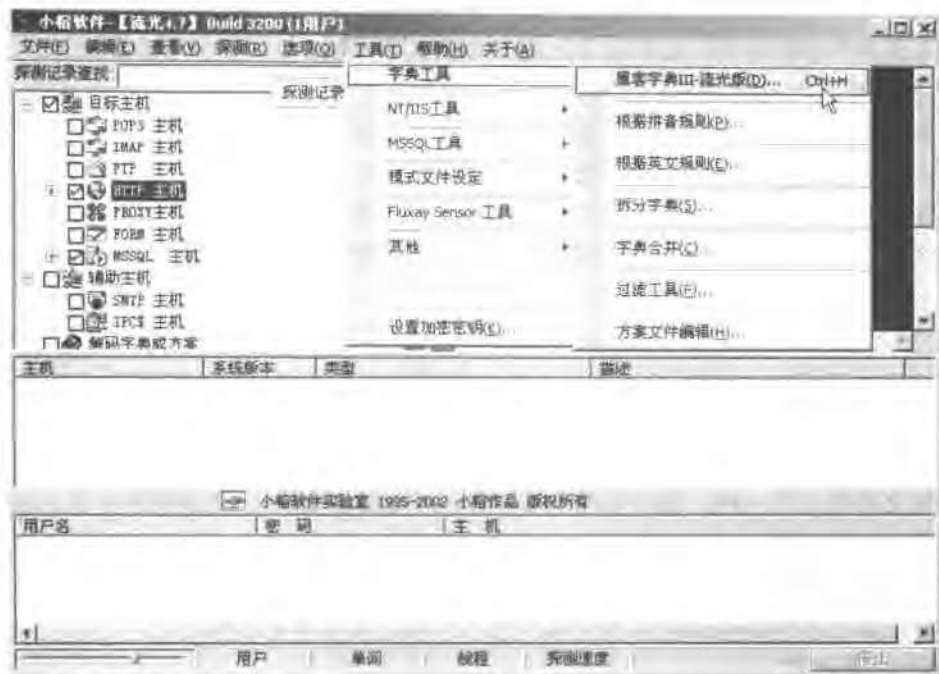 小榕软件-【流光4.7】 Build 3200 (1用户)
文件(F) 编辑(E) 查看(V) 探测(R) 选项(O) 工具(T) 帮助(H) 关于(A)
探测记录查找
探测记录
目标主机
POP3 主机
IMAP 主机
FTP 主机
HTTP 主机
PROXY主机
FORM 主机
MSSQL 主机
辅助主机
SMTP 主机
IPC$ 主机
解码字典或方案
字典工具
NT/IIS工具
MSSQL工具
模式文件设定
Fluxay Sensor 工具
其他
设置加密密钥(K)...
黑客字典III-流光版(D)... Ctrl+H
根据拼音规则(P)...
根据英文规则(E)...
拆分字典(S)...
字典合并(C)...
过滤工具(F)...
方案文件编辑(H)...
主机 系统版本 类型 描述
小榕软件实验室 1995-2002 小榕作品 版权所有
用户名 密 码 主 机
用户 单词 线程 探测速度 停止